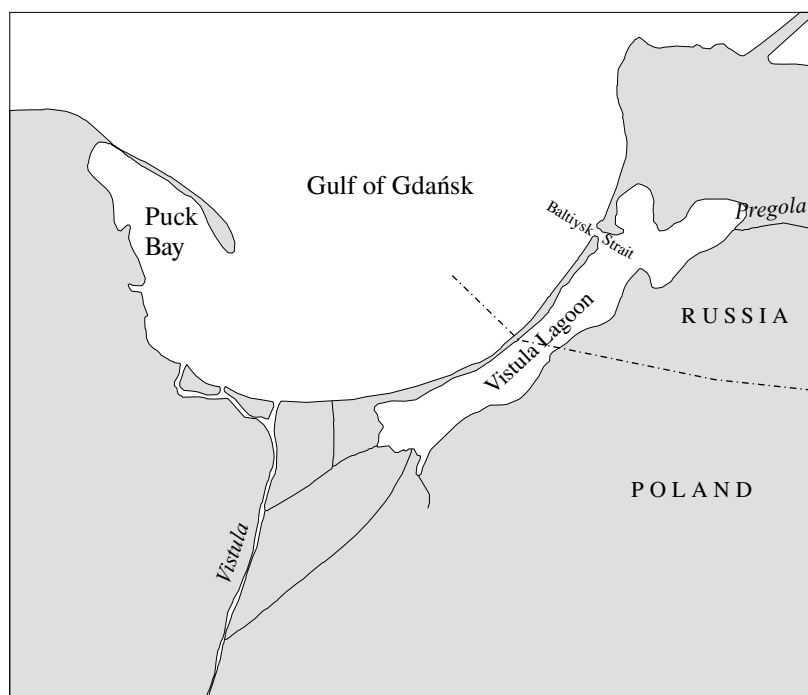 Gulf of Gdańsk
Puck
Bay
Pregola
Baltiysk Strait
RUSSIA
Vistula Lagoon
POLAND
Vistula